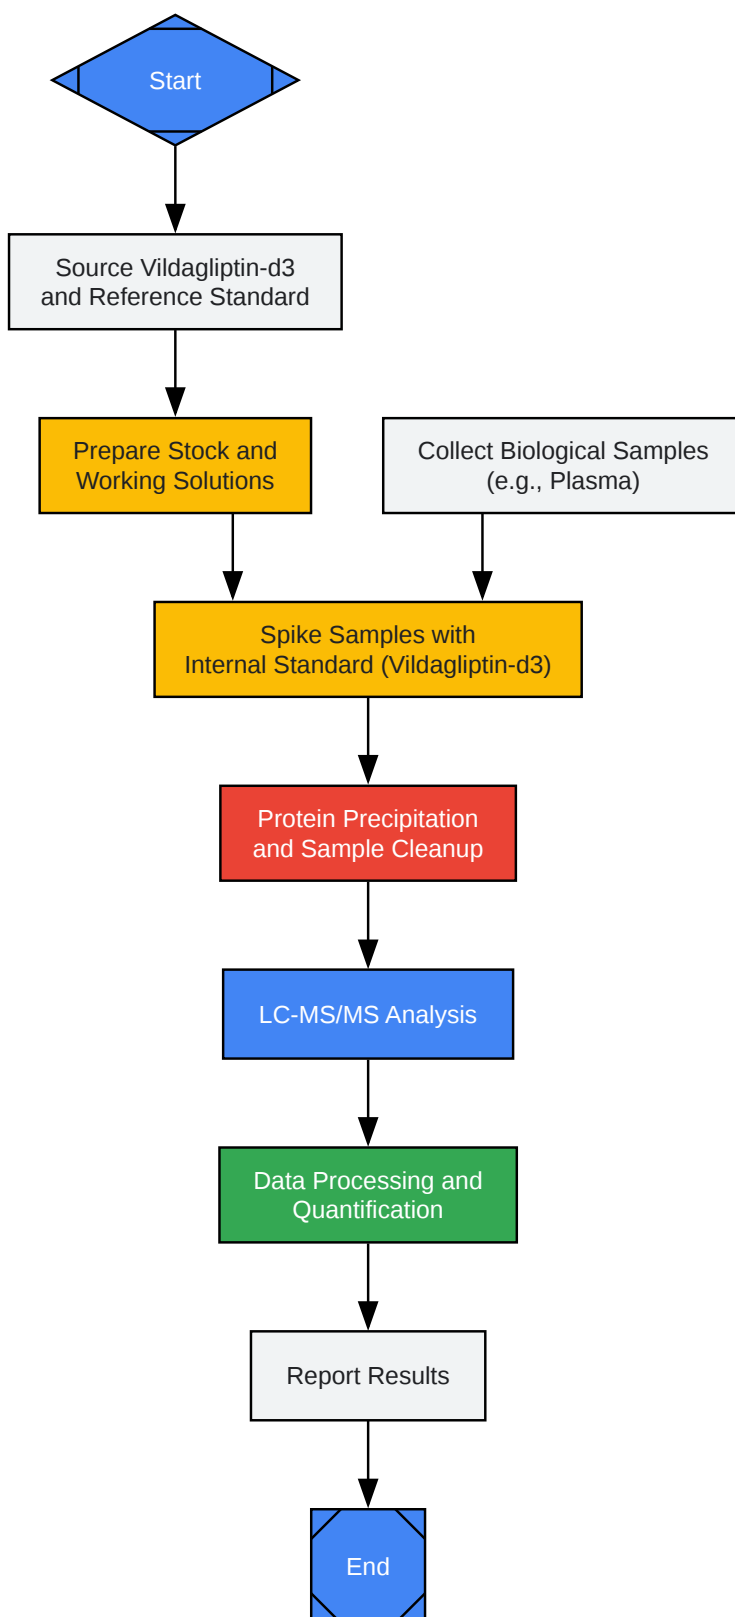 Start
Source Vildagliptin-d3
and Reference Standard
Prepare Stock and
Working Solutions
Collect Biological Samples
(e.g., Plasma)
Spike Samples with
Internal Standard (Vildagliptin-d3)
Protein Precipitation
and Sample Cleanup
LC-MS/MS Analysis
Data Processing and
Quantification
Report Results
End